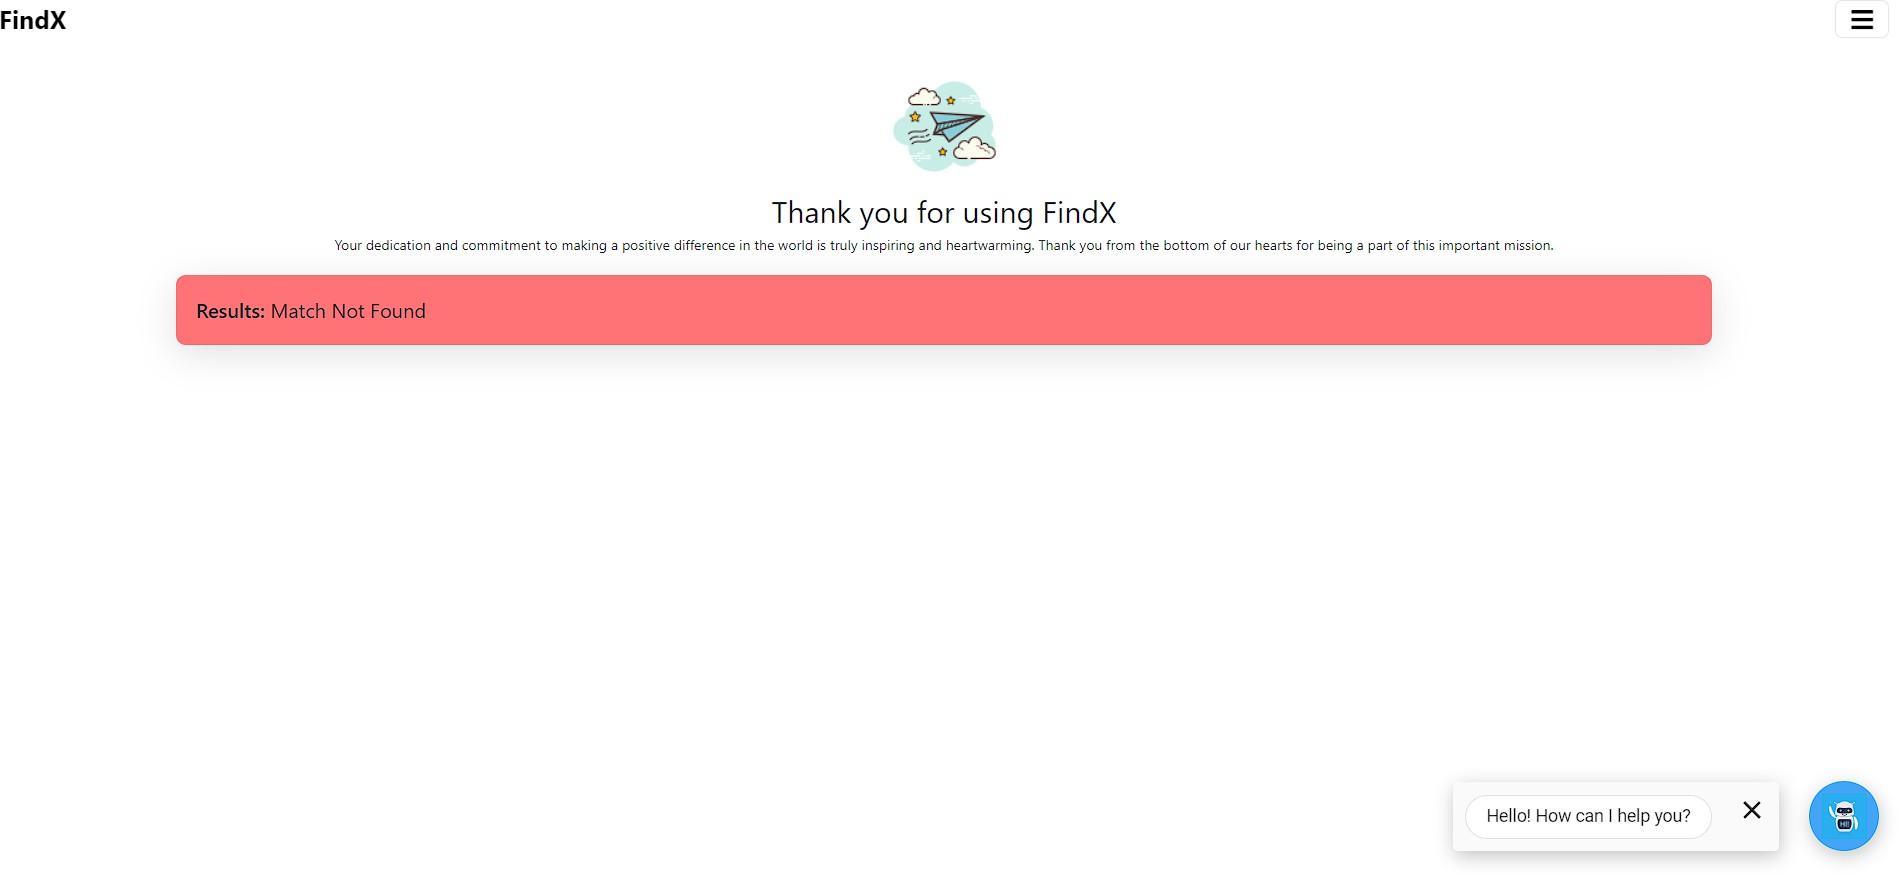 FindX
Thank you for using FindX
Your dedication and commitment to making a positive difference in the world is truly inspiring and heartwarming. Thank you from the bottom of our hearts for being a part of this important mission.
Results: Match Not Found
Hello! How can I help you?
HI!